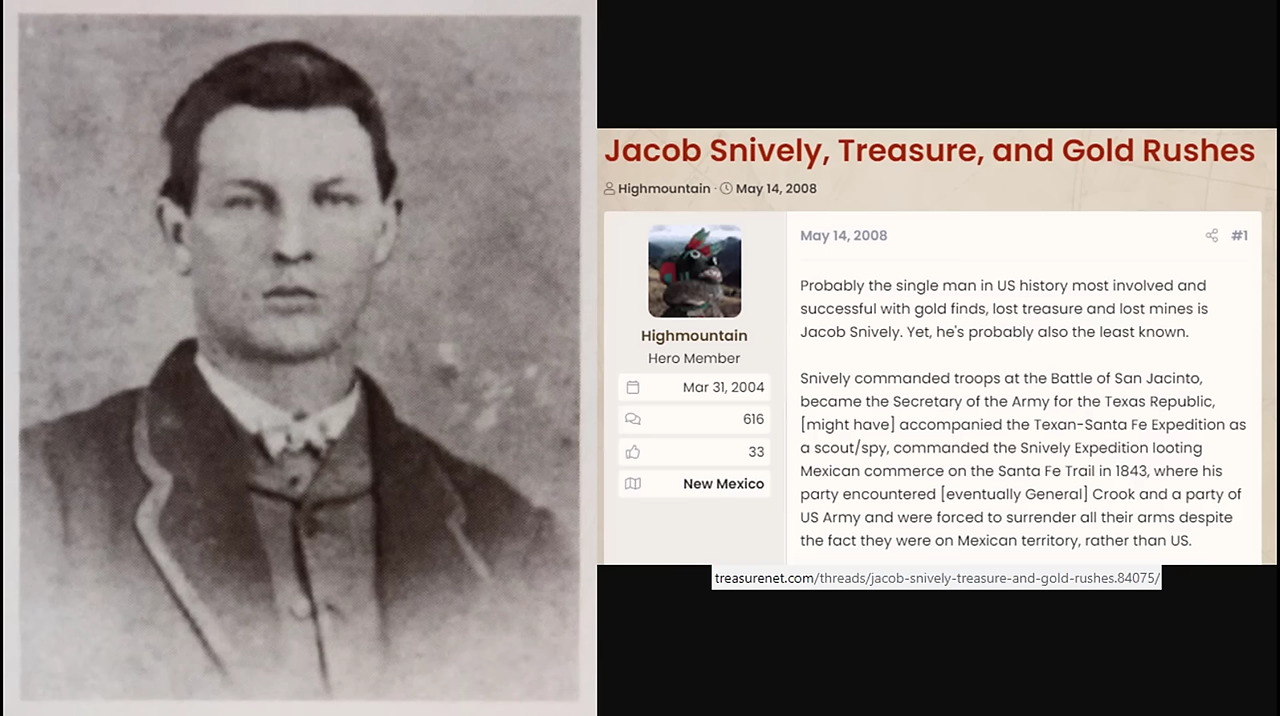 Jacob Snively, Treasure, and Gold Rushes
Highmountain · May 14, 2008
May 14, 2008
#1
Highmountain
Hero Member
Mar 31, 2004
616
33
New Mexico
Probably the single man in US history most involved and
successful with gold finds, lost treasure and lost mines is
Jacob Snively. Yet, he's probably also the least known.
Snively commanded troops at the Battle of San Jacinto,
became the Secretary of the Army for the Texas Republic,
[might have] accompanied the Texan-Santa Fe Expedition as
a scout/spy, commanded the Snively Expedition looting
Mexican commerce on the Santa Fe Trail in 1843, where his
party encountered [eventually General] Crook and a party of
US Army and were forced to surrender all their arms despite
the fact they were on Mexican territory, rather than US.
treasurenet.com/threads/jacob-snively-treasure-and-gold-rushes.84075/